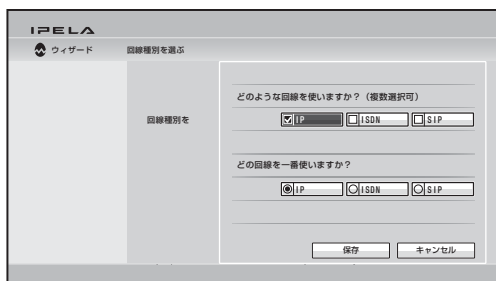 IPELA
ウィザード 回線種別を選ぶ
どのような回線を使いますか？（複数選択可）
回線種別を
IP ISDN SIP
どの回線を一番使いますか？
IP ISDN SIP
保存 キャンセル